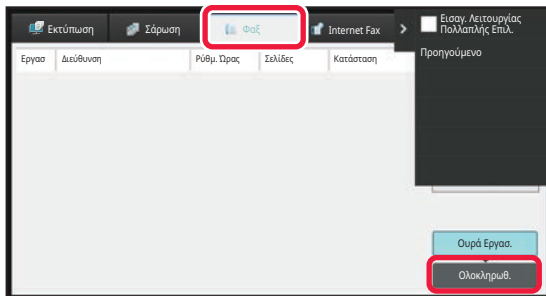 Εκτύπωση Σάρωση Φαξ Internet Fax
Εισαγ. Λειτουργίας
Πολλαπλής Επιλ.
Προηγούμενο
Εργασ Διεύθυνση Ρύθμ. Ώρας Σελίδες Κατάσταση
Ουρά Εργασ.
Ολοκληρωθ.